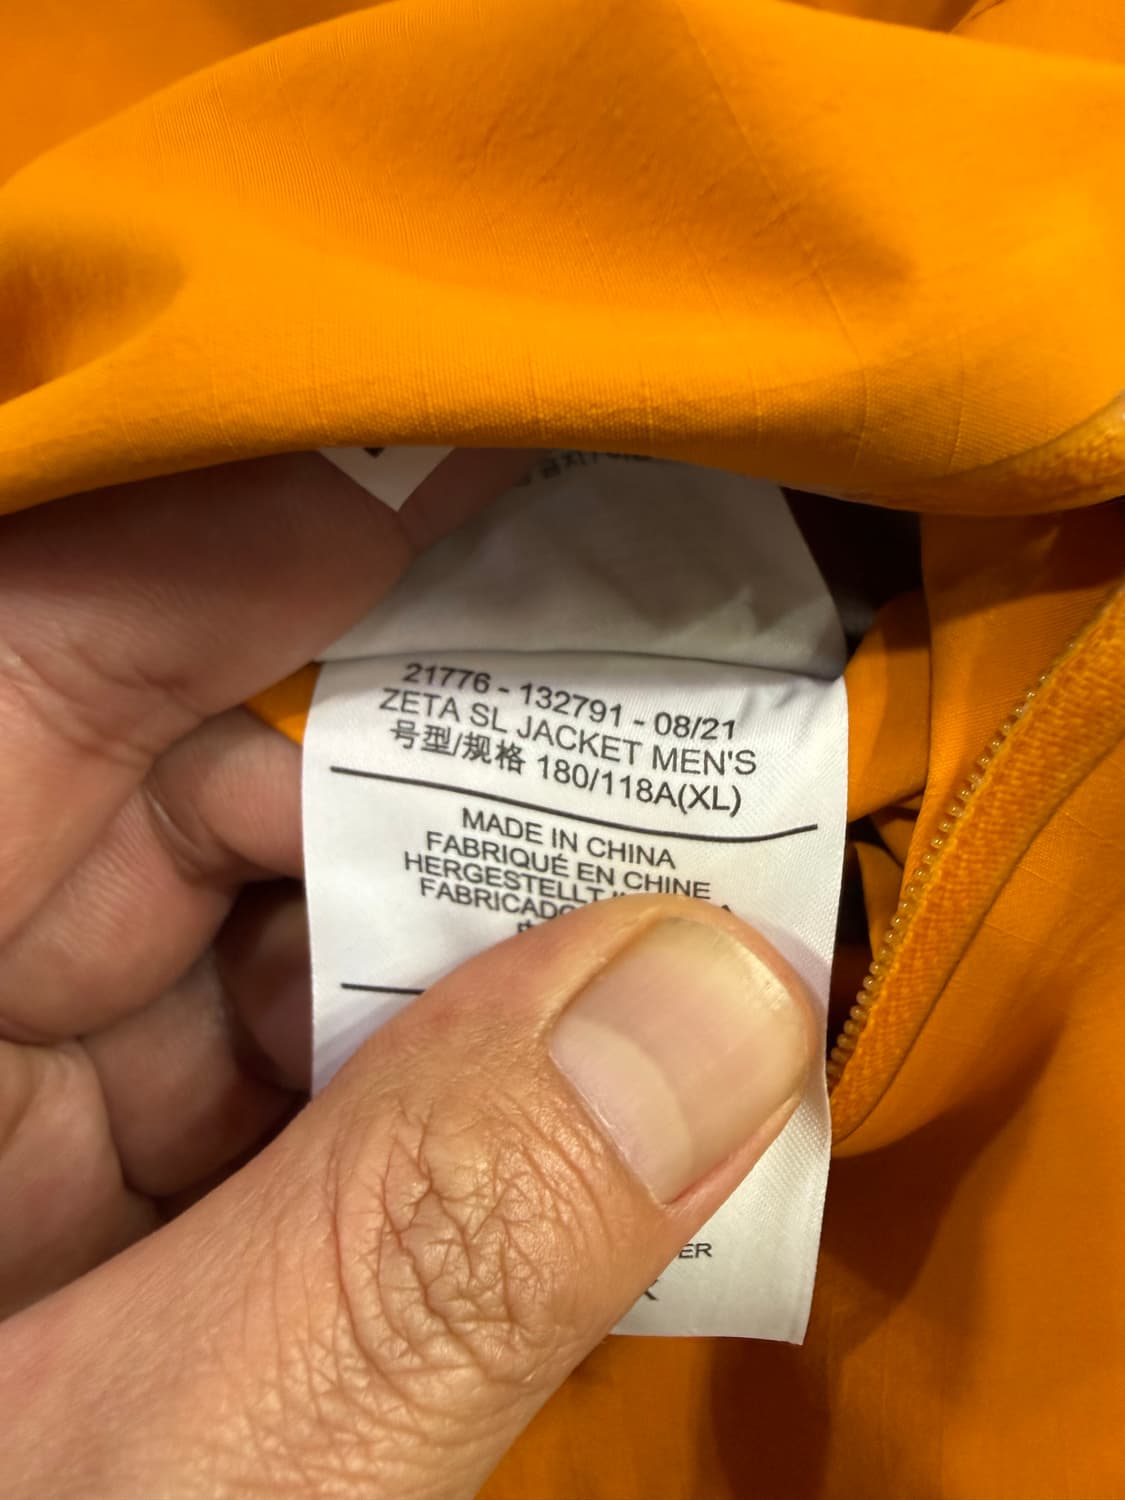 21776 - 132791 - 08/21
ZETA SL JACKET MEN'S
号型/规格 180/118A(XL)
MADE IN CHINA
FABRIQUÉ EN CHINE
HERGESTELLT